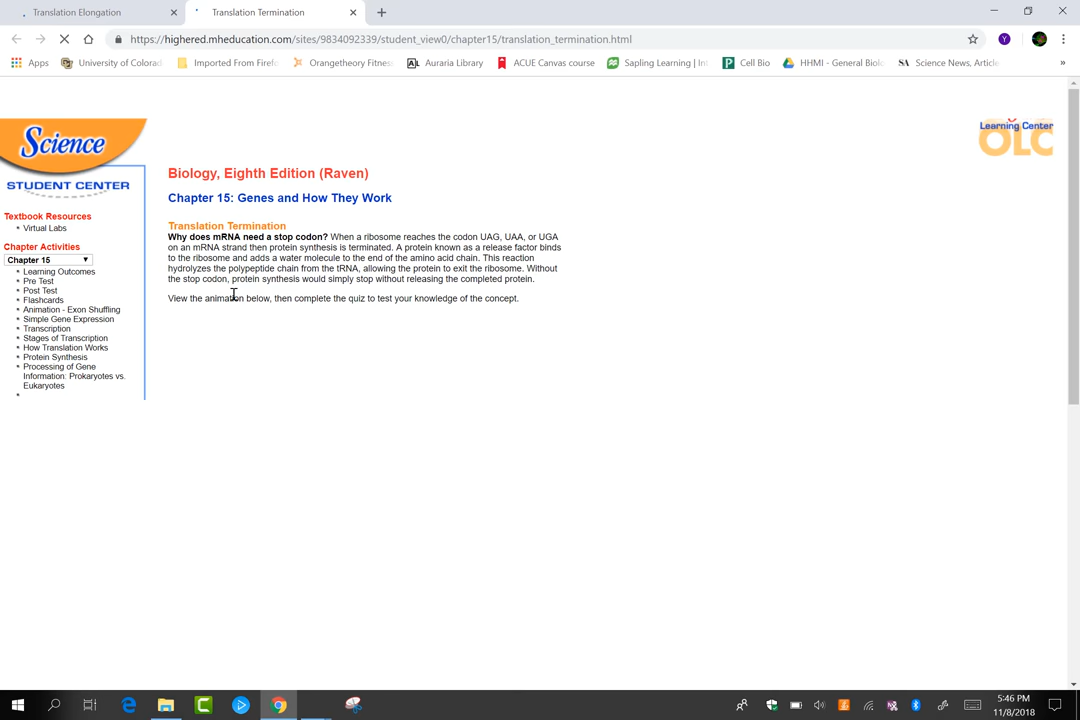 Translation Elongation
Translation Termination
https://highered.mheducation.com/sites/9834092339/student_view0/chapter15/translation_termination.html
Y
Apps
University of Colorad
Imported From Firefo
Orangetheory Fitness
Auraria Library
ACUE Canvas course
Sapling Learning | Int
Cell Bio
HHMI - General Biolo
SA Science News, Article
»
Science
STUDENT CENTER
Learning Center
OLC
Textbook Resources
Virtual Labs
Chapter Activities
Chapter 15
Learning Outcomes
Pre Test
Post Test
Flashcards
Animation - Exon Shuffling
Simple Gene Expression
Transcription
Stages of Transcription
How Translation Works
Protein Synthesis
Processing of Gene
Information: Prokaryotes vs.
Eukaryotes
Biology, Eighth Edition (Raven)
Chapter 15: Genes and How They Work
Translation Termination
Why does mRNA need a stop codon? When a ribosome reaches the codon UAG, UAA, or UGA
on an mRNA strand then protein synthesis is terminated. A protein known as a release factor binds
to the ribosome and adds a water molecule to the end of the amino acid chain. This reaction
hydrolyzes the polypeptide chain from the tRNA, allowing the protein to exit the ribosome. Without
the stop codon, protein synthesis would simply stop without releasing the completed protein.
View the animation below, then complete the quiz to test your knowledge of the concept.
5:46 PM
11/8/2018